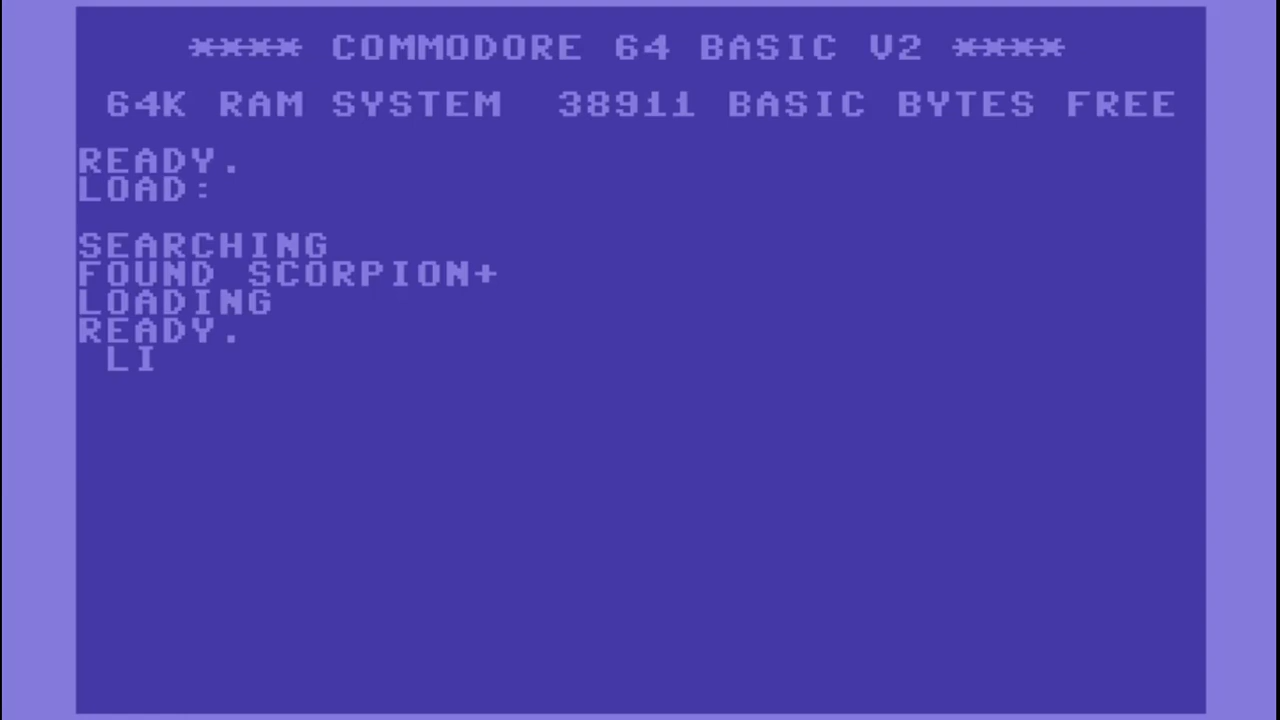 **** COMMODORE 64 BASIC V2 ****
64K RAM SYSTEM  38911 BASIC BYTES FREE
READY.
LOAD:
SEARCHING
FOUND SCORPION+
LOADING
READY.
LI